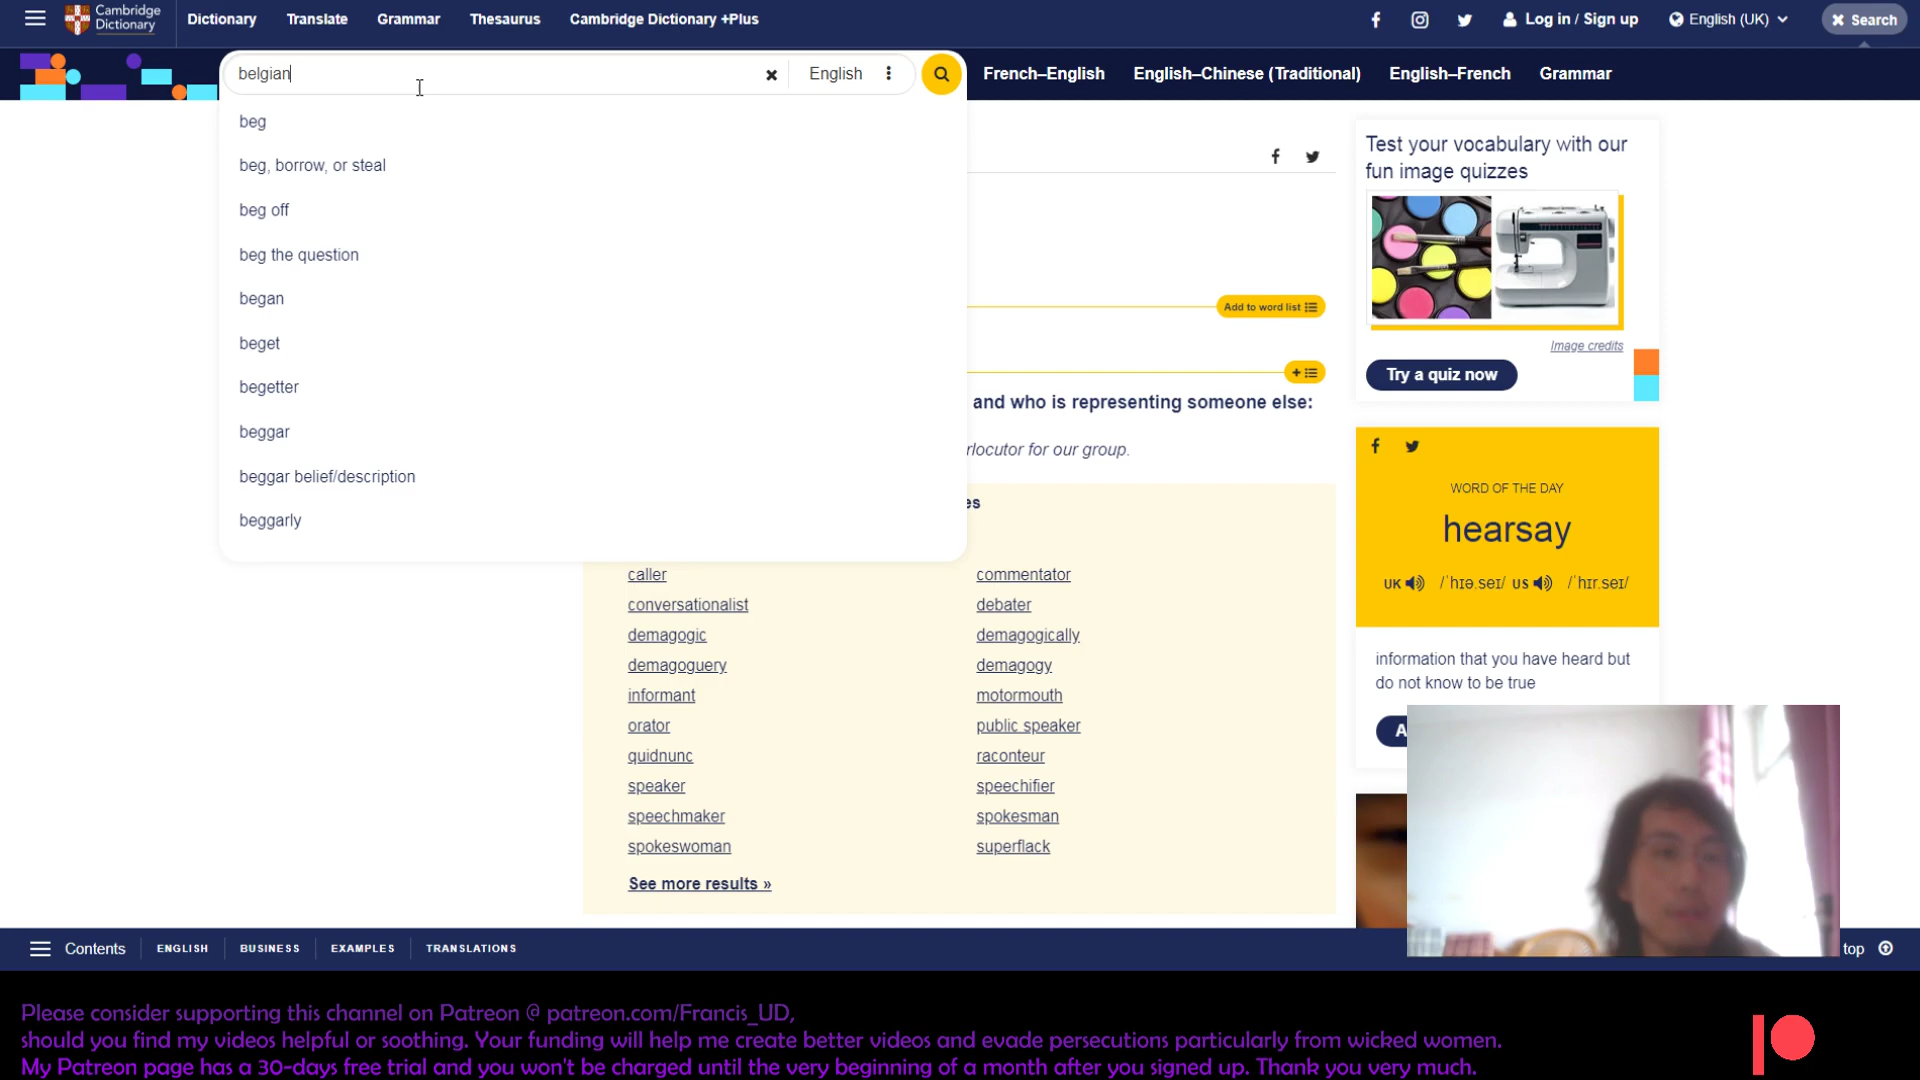 Cambridge Dictionary
Dictionary
Translate
Grammar
Thesaurus
Cambridge Dictionary +Plus
Log in / Sign up
English (UK)
Search
belgian
English
French–English
English–Chinese (Traditional)
English–French
Grammar
beg
beg, borrow, or steal
beg off
beg the question
began
beget
begetter
beggar
beggar belief/description
beggarly
Add to word list
and who is representing someone else:
rlocutor for our group.
es
caller
commentator
conversationalist
debater
demagogic
demagogically
demagoguery
demagogy
informant
motormouth
orator
public speaker
quidnunc
raconteur
speaker
speechifier
speechmaker
spokesman
spokeswoman
superflack
See more results »
Test your vocabulary with our
fun image quizzes
Image credits
Try a quiz now
WORD OF THE DAY
hearsay
UK /ˈhɪə.seɪ/ US /ˈhɪr.seɪ/
information that you have heard but
do not know to be true
A
Contents
ENGLISH
BUSINESS
EXAMPLES
TRANSLATIONS
top
Please consider supporting this channel on Patreon @ patreon.com/Francis_UD,
should you find my videos helpful or soothing. Your funding will help me create better videos and evade persecutions particularly from wicked women.
My Patreon page has a 30-days free trial and you won't be charged until the very beginning of a month after you signed up. Thank you very much.